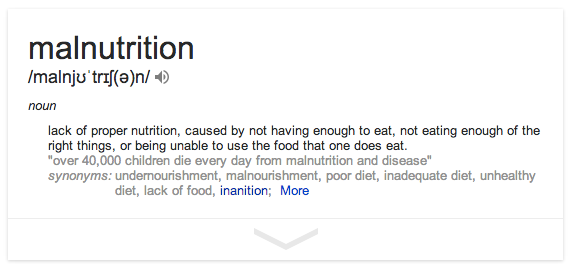 malnutrition
/malnjʊˈtrɪʃ(ə)n/
noun
lack of proper nutrition, caused by not having enough to eat, not eating enough of the
right things, or being unable to use the food that one does eat.
"over 40,000 children die every day from malnutrition and disease"
synonyms: undernourishment, malnourishment, poor diet, inadequate diet, unhealthy
diet, lack of food, inanition; More